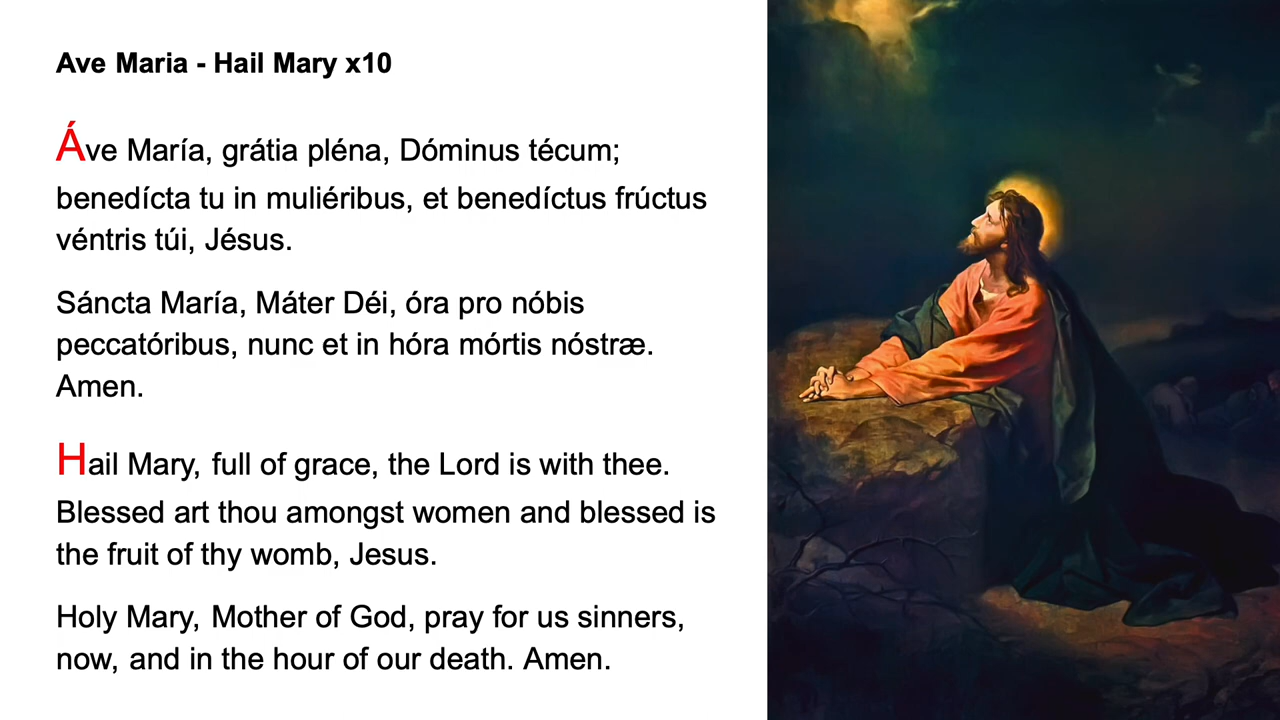 Ave Maria - Hail Mary x10
Áve María, grátia pléna, Dóminus técum;
benedícta tu in muliéribus, et benedíctus frúctus
véntris túi, Jésus.
Sáncta María, Máter Déi, óra pro nóbis
peccatóribus, nunc et in hóra mórtis nóstræ.
Amen.
Hail Mary, full of grace, the Lord is with thee.
Blessed art thou amongst women and blessed is
the fruit of thy womb, Jesus.
Holy Mary, Mother of God, pray for us sinners,
now, and in the hour of our death. Amen.